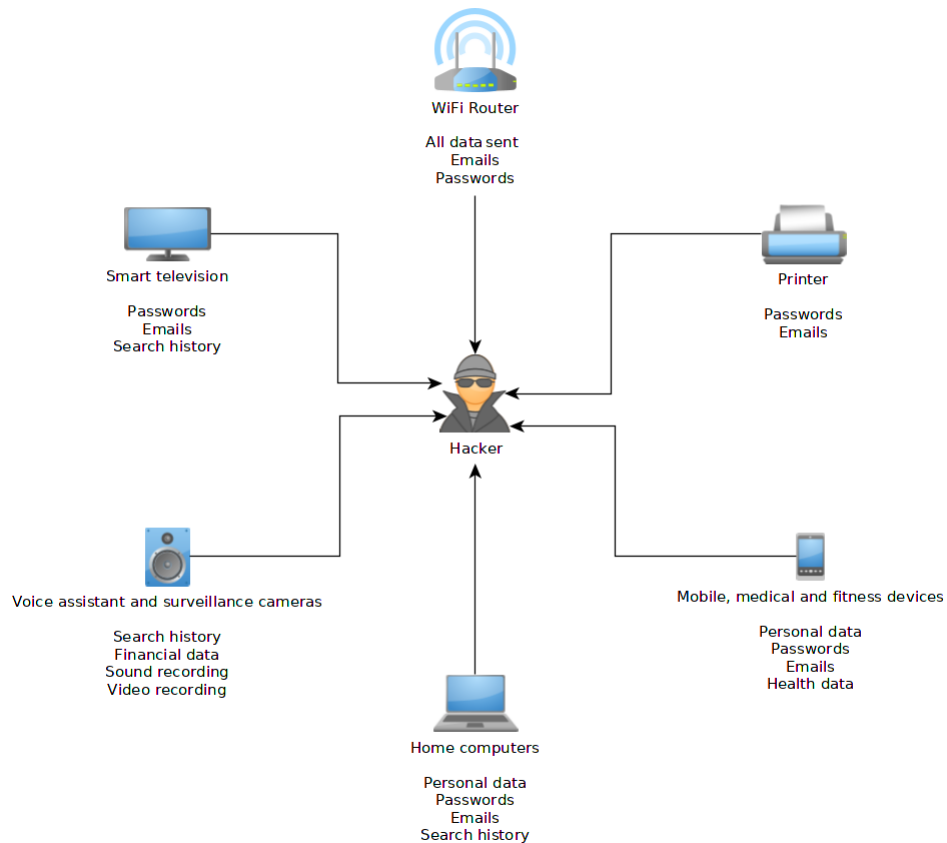 WiFi Router
All data sent
Emails
Passwords
Smart television
Passwords
Emails
Search history
Printer
Passwords
Emails
Hacker
Voice assistant and surveillance cameras
Search history
Financial data
Sound recording
Video recording
Mobile, medical and fitness devices
Personal data
Passwords
Emails
Health data
Home computers
Personal data
Passwords
Emails
Search history